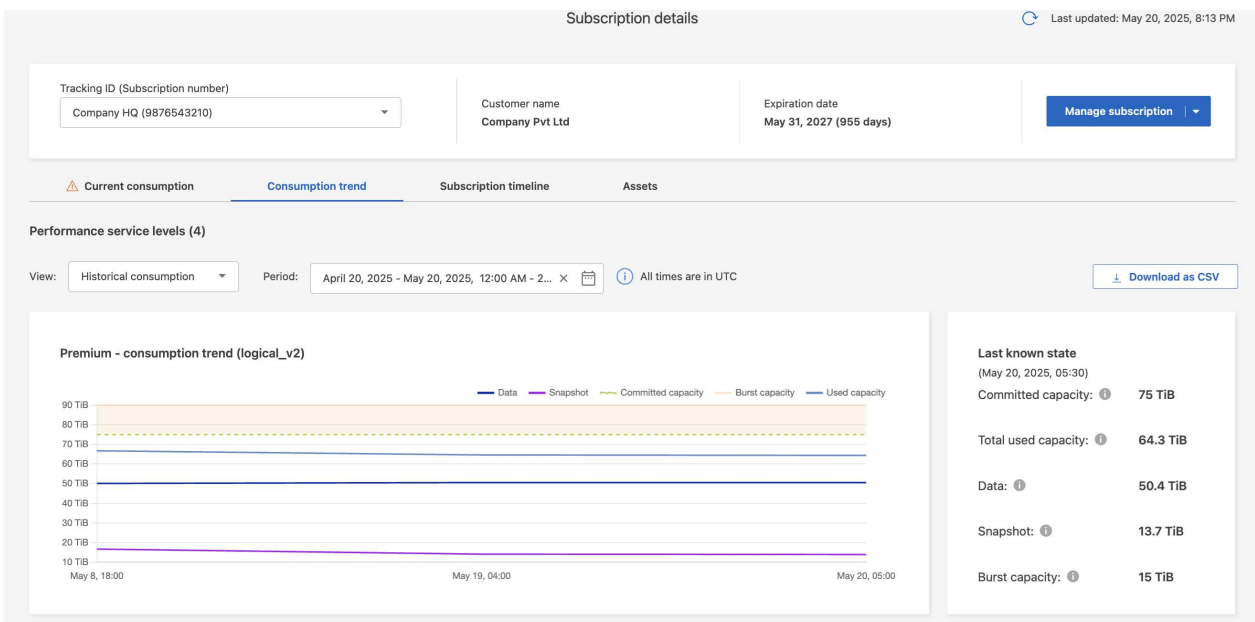 Subscription details
Last updated: May 20, 2025, 8:13 PM
Tracking ID (Subscription number)
Company HQ (9876543210)
Customer name
Company Pvt Ltd
Expiration date
May 31, 2027 (955 days)
Manage subscription
Current consumption
Consumption trend
Subscription timeline
Assets
Performance service levels (4)
View:
Historical consumption
Period:
April 20, 2025 - May 20, 2025, 12:00 AM - 2...
All times are in UTC
Download as CSV
Premium - consumption trend (logical_v2)
Data
Snapshot
Committed capacity
Burst capacity
Used capacity
90 TiB
80 TiB
70 TiB
60 TiB
50 TiB
40 TiB
30 TiB
20 TiB
10 TiB
May 8, 18:00
May 19, 04:00
May 20, 05:00
Last known state
(May 20, 2025, 05:30)
Committed capacity: 75 TiB
Total used capacity: 64.3 TiB
Data: 50.4 TiB
Snapshot: 13.7 TiB
Burst capacity: 15 TiB